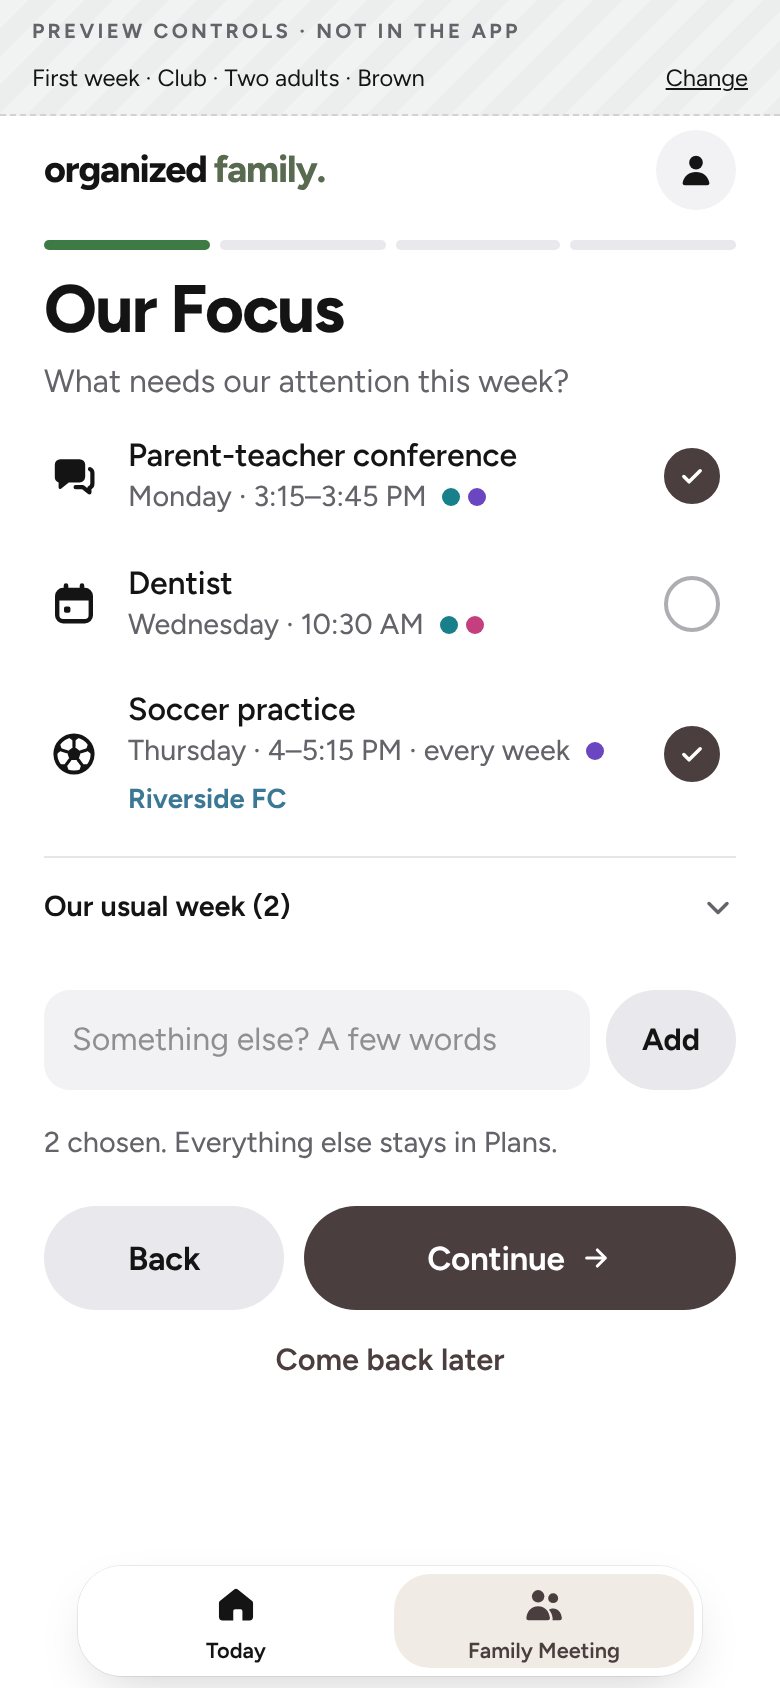 PREVIEW CONTROLS · NOT IN THE APP
First week · Club · Two adults · Brown
Change
organized family.
Our Focus
What needs our attention this week?
Parent-teacher conference
Monday · 3:15–3:45 PM
Dentist
Wednesday · 10:30 AM
Soccer practice
Thursday · 4–5:15 PM · every week
Riverside FC
Our usual week (2)
Something else? A few words
Add
2 chosen. Everything else stays in Plans.
Back
Continue →
Come back later
Today
Family Meeting